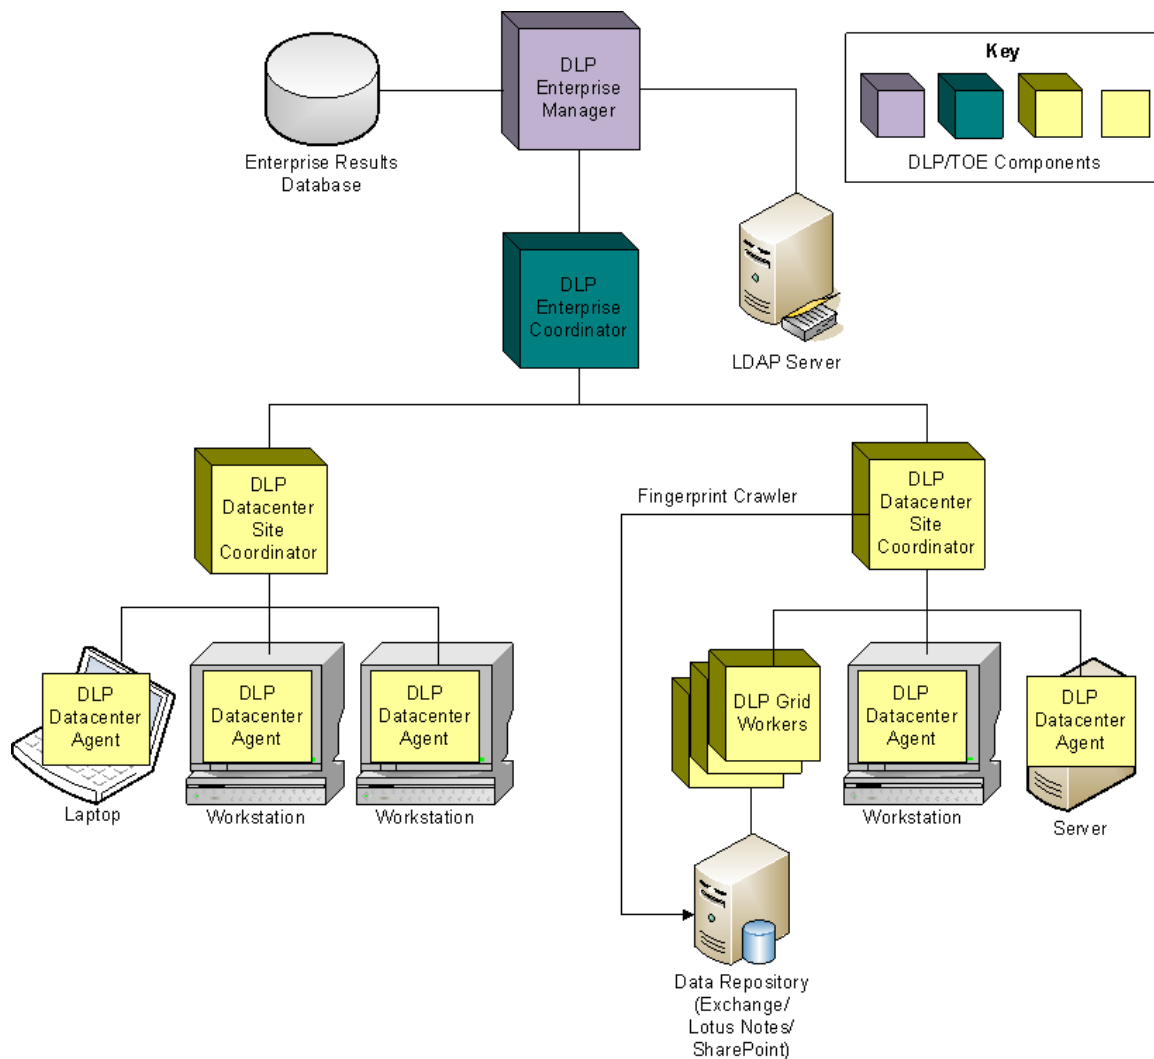 DLP
Enterprise
Manager
Enterprise Results
Database
Key
DLP/TOE Components
DLP
Enterprise
Coordinator
LDAP Server
DLP
Datacenter
Site
Coordinator
Fingerprint Crawler
DLP
Datacenter
Site
Coordinator
DLP
Datacenter
Agent
Laptop
DLP
Datacenter
Agent
Workstation
DLP
Datacenter
Agent
Workstation
DLP Grid
Workers
DLP
Datacenter
Agent
Workstation
DLP
Datacenter
Agent
Server
Data Repository
(Exchange/
Lotus Notes/
SharePoint)